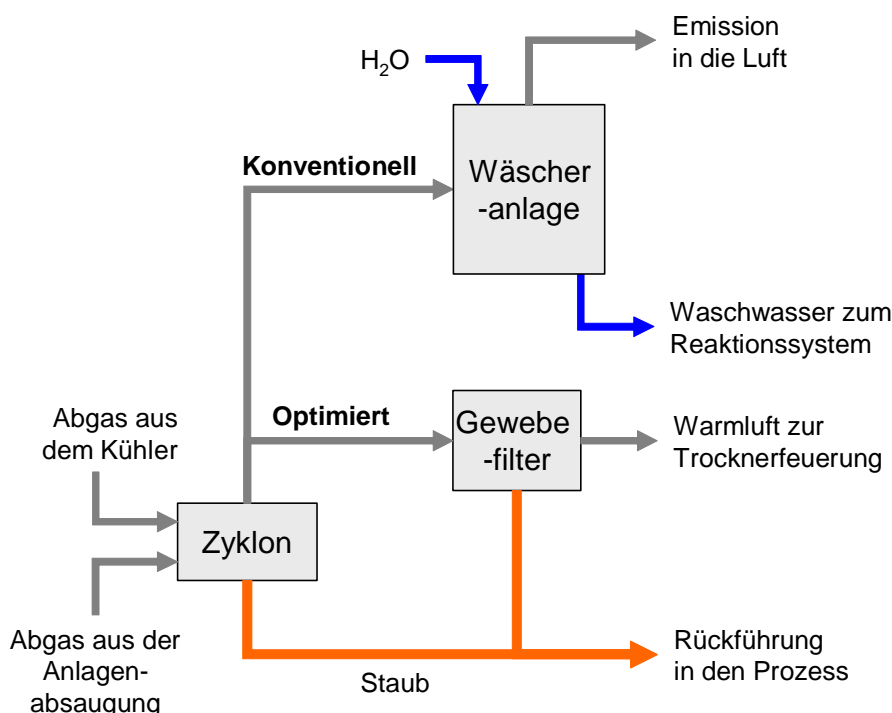 Emission
in die Luft
H₂O
Konventionell
Wäscher
-anlage
Waschwasser zum
Reaktionssystem
Abgas aus
dem Kühler
Optimiert
Gewebe
-filter
Warmluft zur
Trocknerfeuerung
Zyklon
Abgas aus der
Anlagen-
absaugung
Staub
Rückführung
in den Prozess